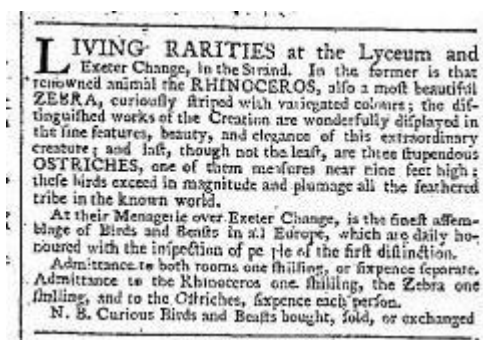 LIVING RARITIES at the Lyceum and
Exeter Change, in the Strand. In the former is that
renowned animal the RHINOCEROS, alſo a moſt beautiful
ZEBRA, curiouſly ſtriped with variegated colours; the diſ-
tinguiſhed works of the Creation are wonderfully diſplayed in
the fine features, beauty, and elegance of this extraordinary
creature; and laſt, though not the leaſt, are three ſtupendous
OSTRICHES, one of them meaſures near nine feet high;
theſe birds exceed in magnitude and plumage all the feathered
tribe in the known world.
At their Menagerie over Exeter Change, is the fineſt aſſem-
blage of Birds and Beaſts in all Europe, which are daily ho-
noured with the inſpection of people of the firſt diſtinction.
Admittance to both rooms one ſhilling, or ſixpence ſeparate.
Admittance to the Rhinoceros one ſhilling, the Zebra one
ſhilling, and to the Oſtriches, ſixpence each perſon.
N. B. Curious Birds and Beaſts bought, ſold, or exchanged